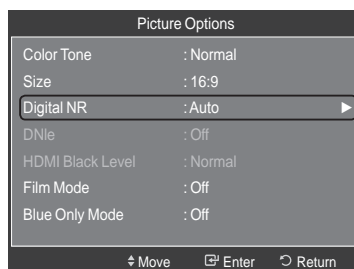 Picture Options
Color Tone : Normal
Size : 16:9
Digital NR : Auto ►
DNIe : Off
HDMI Black Level : Normal
Film Mode : Off
Blue Only Mode : Off
Move Enter Return